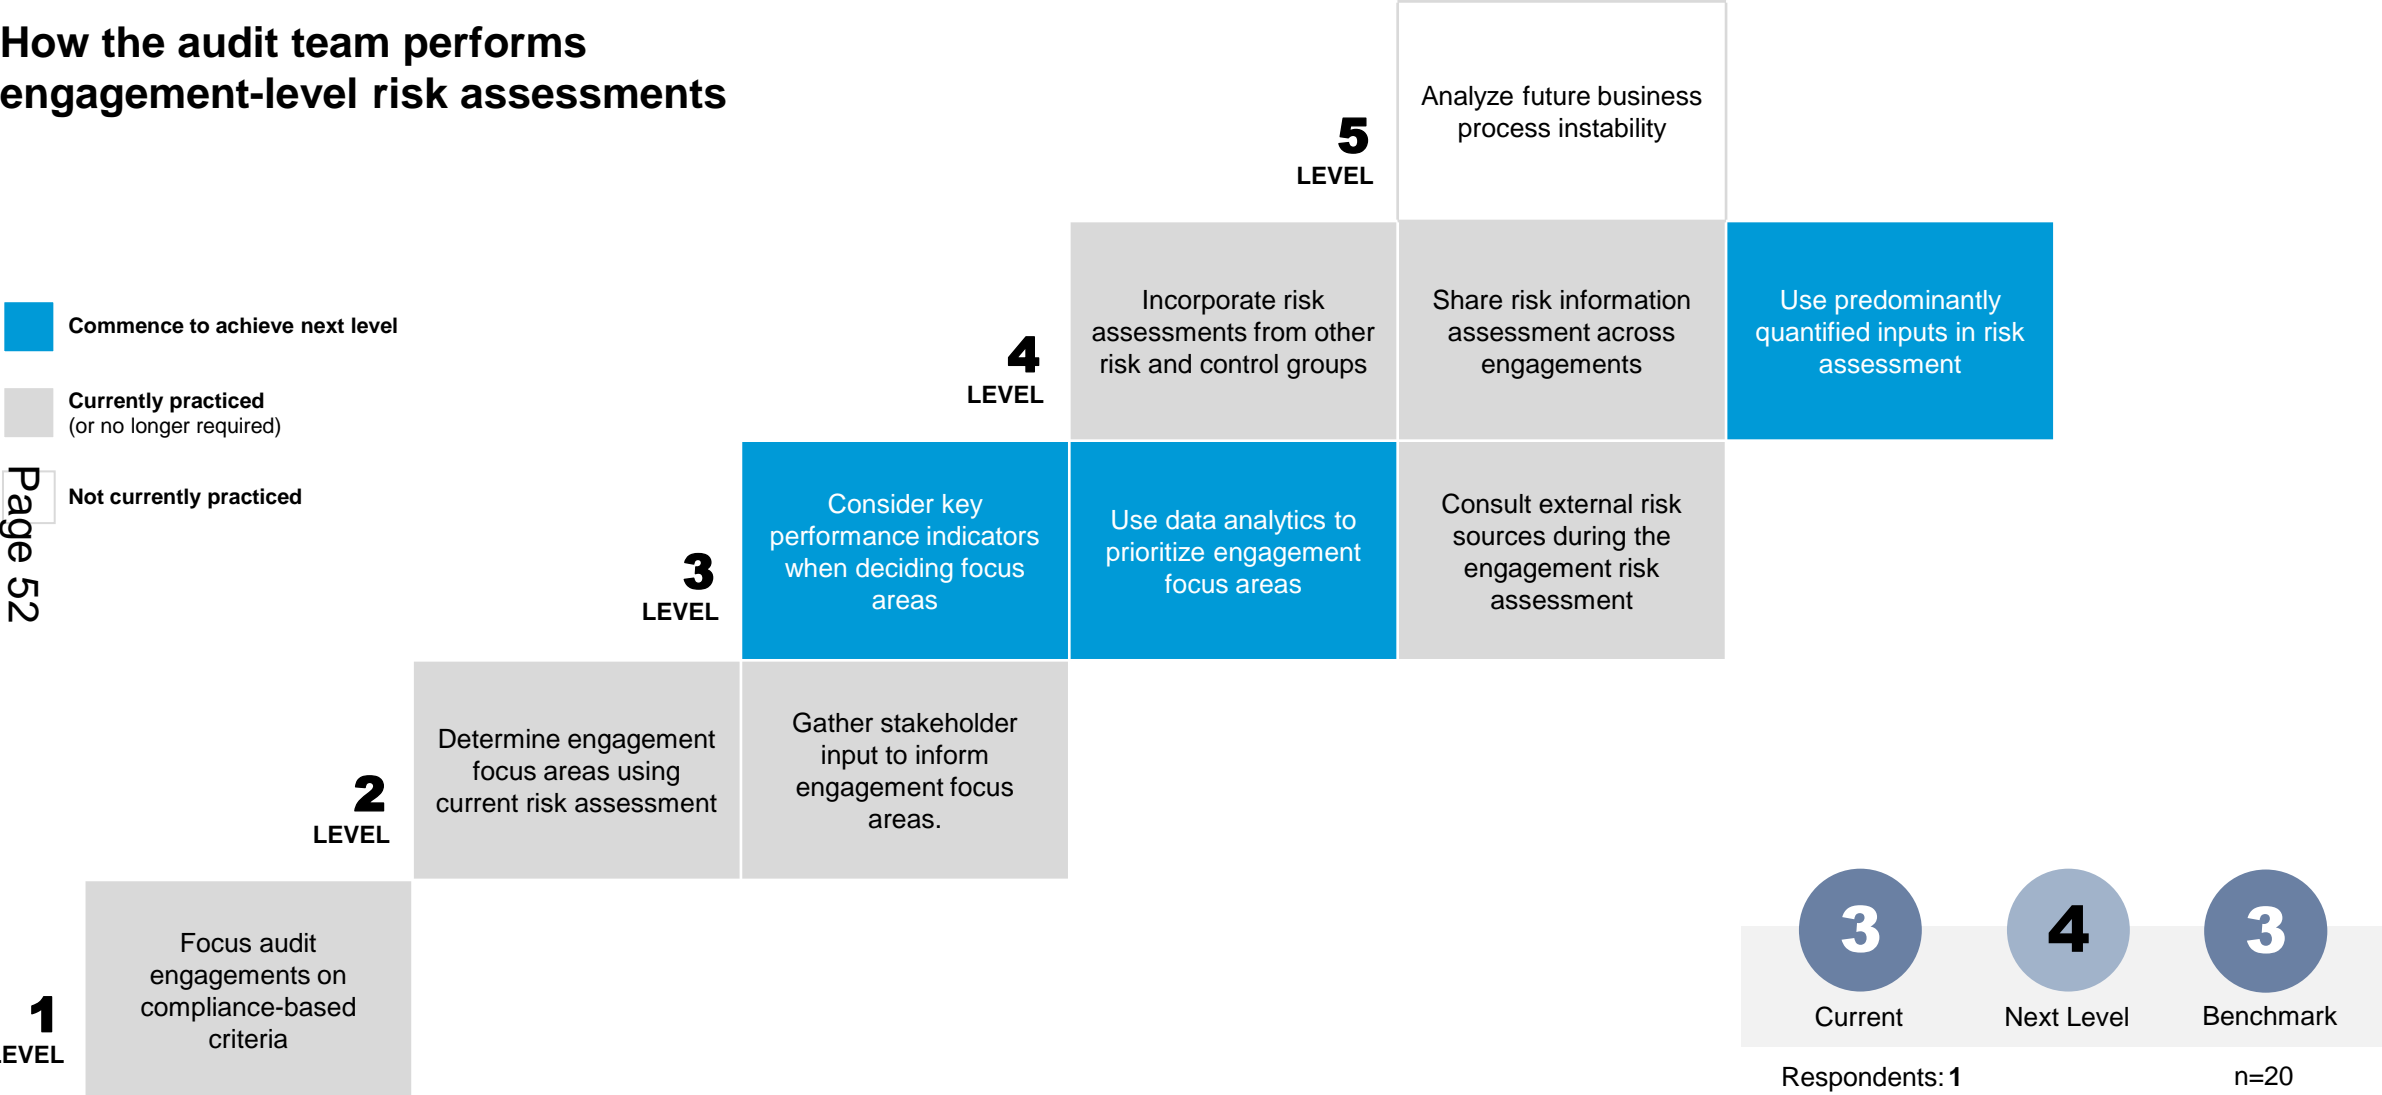 How the audit team performs
engagement-level risk assessments
Commence to achieve next level
Currently practiced
(or no longer required)
Not currently practiced
Page 52
5
LEVEL
Analyze future business
process instability
4
LEVEL
Incorporate risk
assessments from other
risk and control groups
Share risk information
assessment across
engagements
Use predominantly
quantified inputs in risk
assessment
3
LEVEL
Consider key
performance indicators
when deciding focus
areas
Use data analytics to
prioritize engagement
focus areas
Consult external risk
sources during the
engagement risk
assessment
2
LEVEL
Determine engagement
focus areas using
current risk assessment
Gather stakeholder
input to inform
engagement focus
areas.
1
LEVEL
Focus audit
engagements on
compliance-based
criteria
3
Current
4
Next Level
3
Benchmark
Respondents: 1
n=20